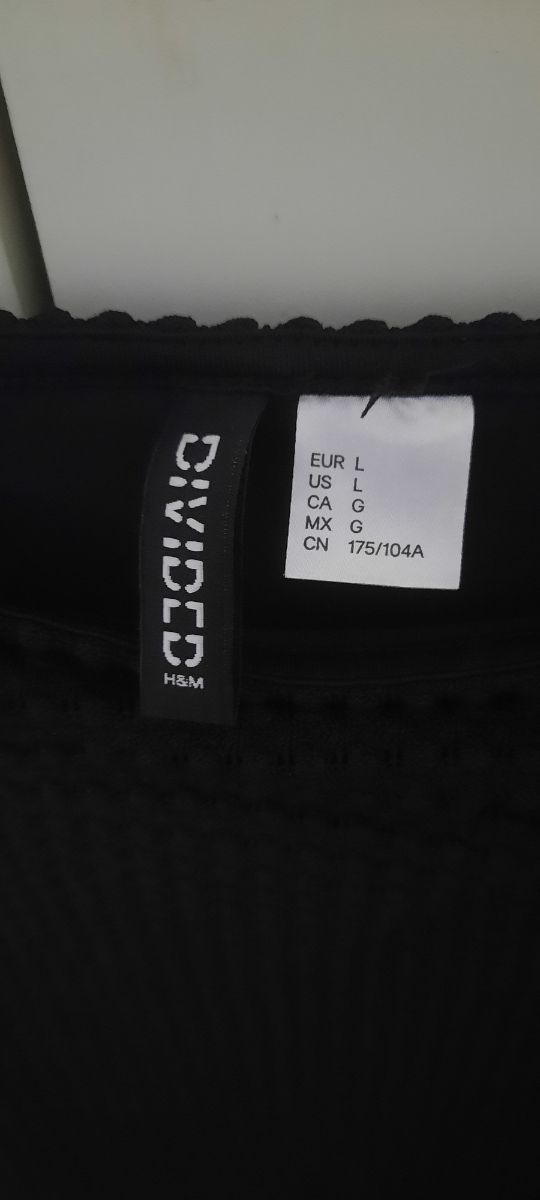 DIVIDED
H&M
EUR L
US L
CA G
MX G
CN 175/104A